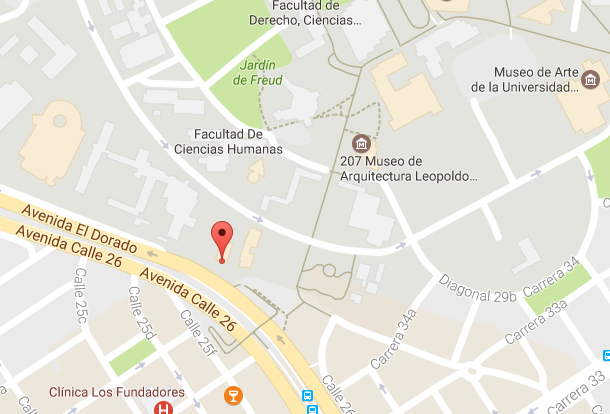 Facultad de
Derecho, Ciencias...
Jardín
de Freud
Museo de Arte
de la Universidad...
Facultad De
Ciencias Humanas
207 Museo de
Arquitectura Leopoldo...
Avenida El Dorado
Avenida Calle 26
Avenida Calle 26
Calle 25c
Calle 25d
Calle 25f
Calle 26
Carrera 34a
Diagonal 29b
Carrera 34
Carrera 33a
Carrera 33
Clínica Los Fundadores
H